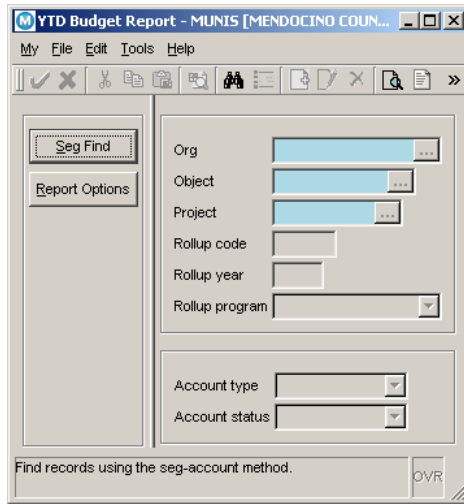 YTD Budget Report - MUNIS [MENDOCINO COUN...
My File Edit Tools Help
Seg Find
Report Options
Org
...
Object
...
Project
...
Rollup code
Rollup year
Rollup program
Account type
Account status
Find records using the seg-account method.
OVR